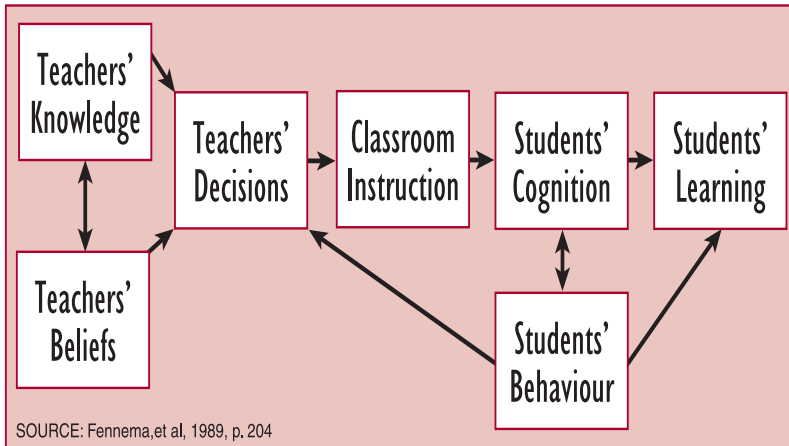 Teachers’
Knowledge
Teachers’
Beliefs
Teachers’
Decisions
Classroom
Instruction
Students’
Cognition
Students’
Learning
Students’
Behaviour
SOURCE: Fennema,et al, 1989, p. 204